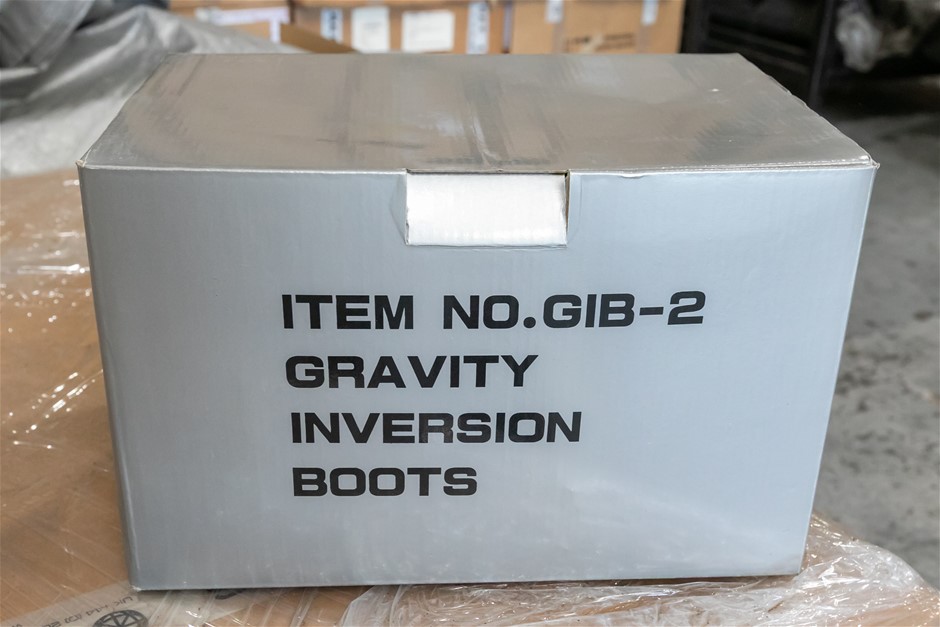 ITEM NO.GIB-2
GRAVITY
INVERSION
BOOTS